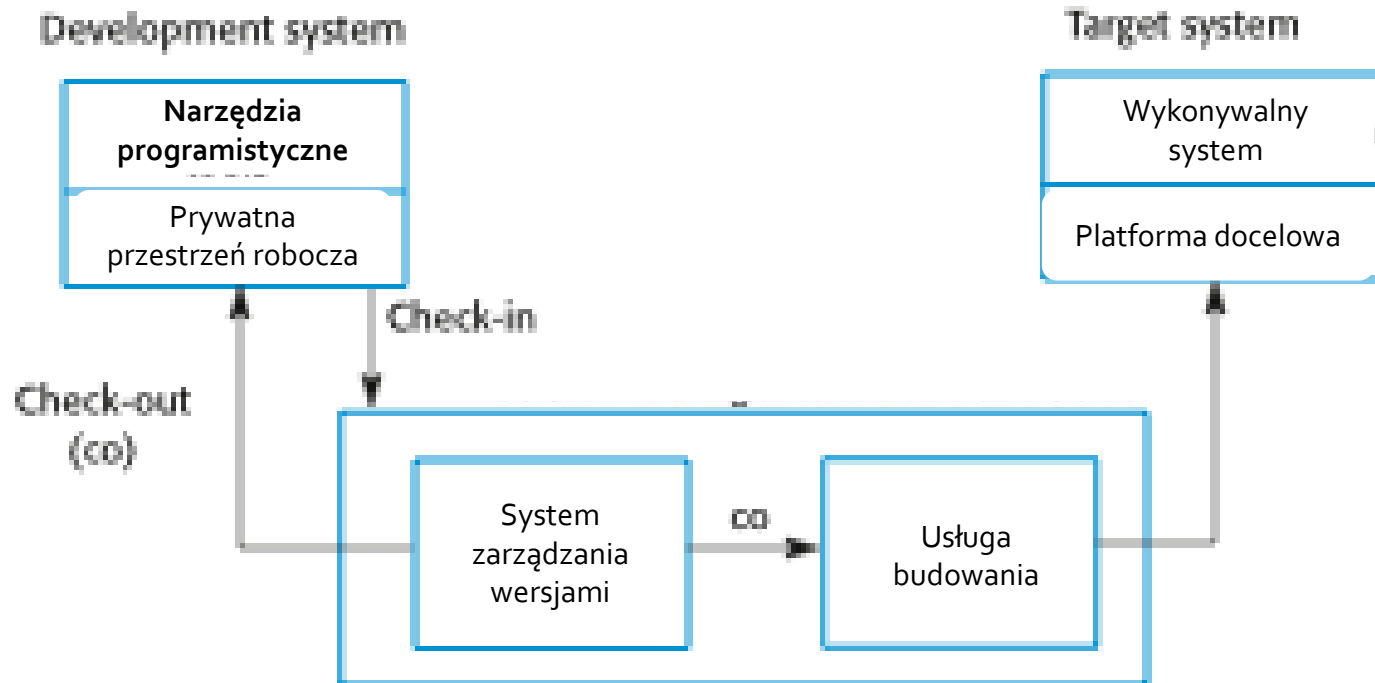 Development system
Target system
Narzędzia
programistyczne
Prywatna
przestrzeń robocza
Wykonywalny
system
Platforma docelowa
Check-in
Check-out
(co)
System
zarządzania
wersjami
co
Usługa
budowania